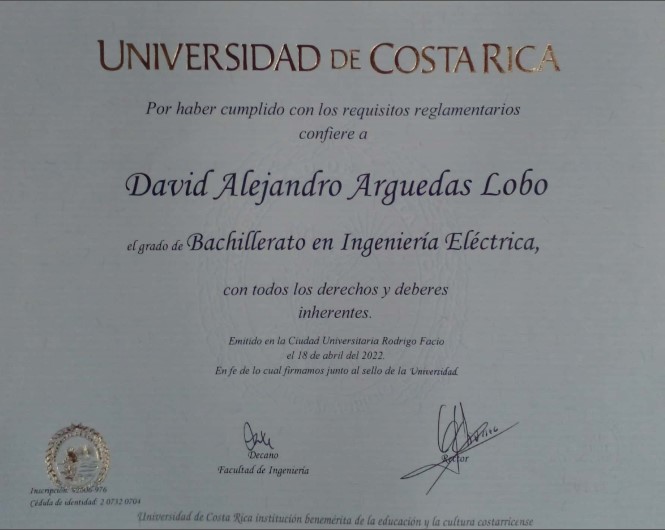 UNIVERSIDAD DE COSTA RICA
Por haber cumplido con los requisitos reglamentarios
confiere a
David Alejandro Arguedas Lobo
el grado de Bachillerato en Ingeniería Eléctrica,
con todos los derechos y deberes
inherentes.
Emitido en la Ciudad Universitaria Rodrigo Facio
el 18 de abril del 2022.
En fe de lo cual firmamos junto al sello de la Universidad.
Decano
Rector
Facultad de Ingeniería
Inscripción:
Cédula de identidad: 2 0732 0704
Universidad de Costa Rica institución benemérita de la educación y la cultura costarricense